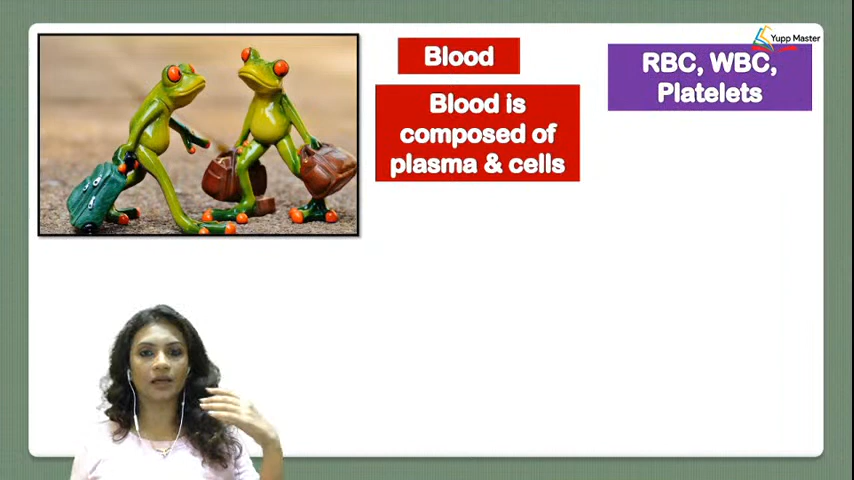 Blood
Blood is
composed of
plasma & cells
Yupp Master
RBC, WBC,
Platelets